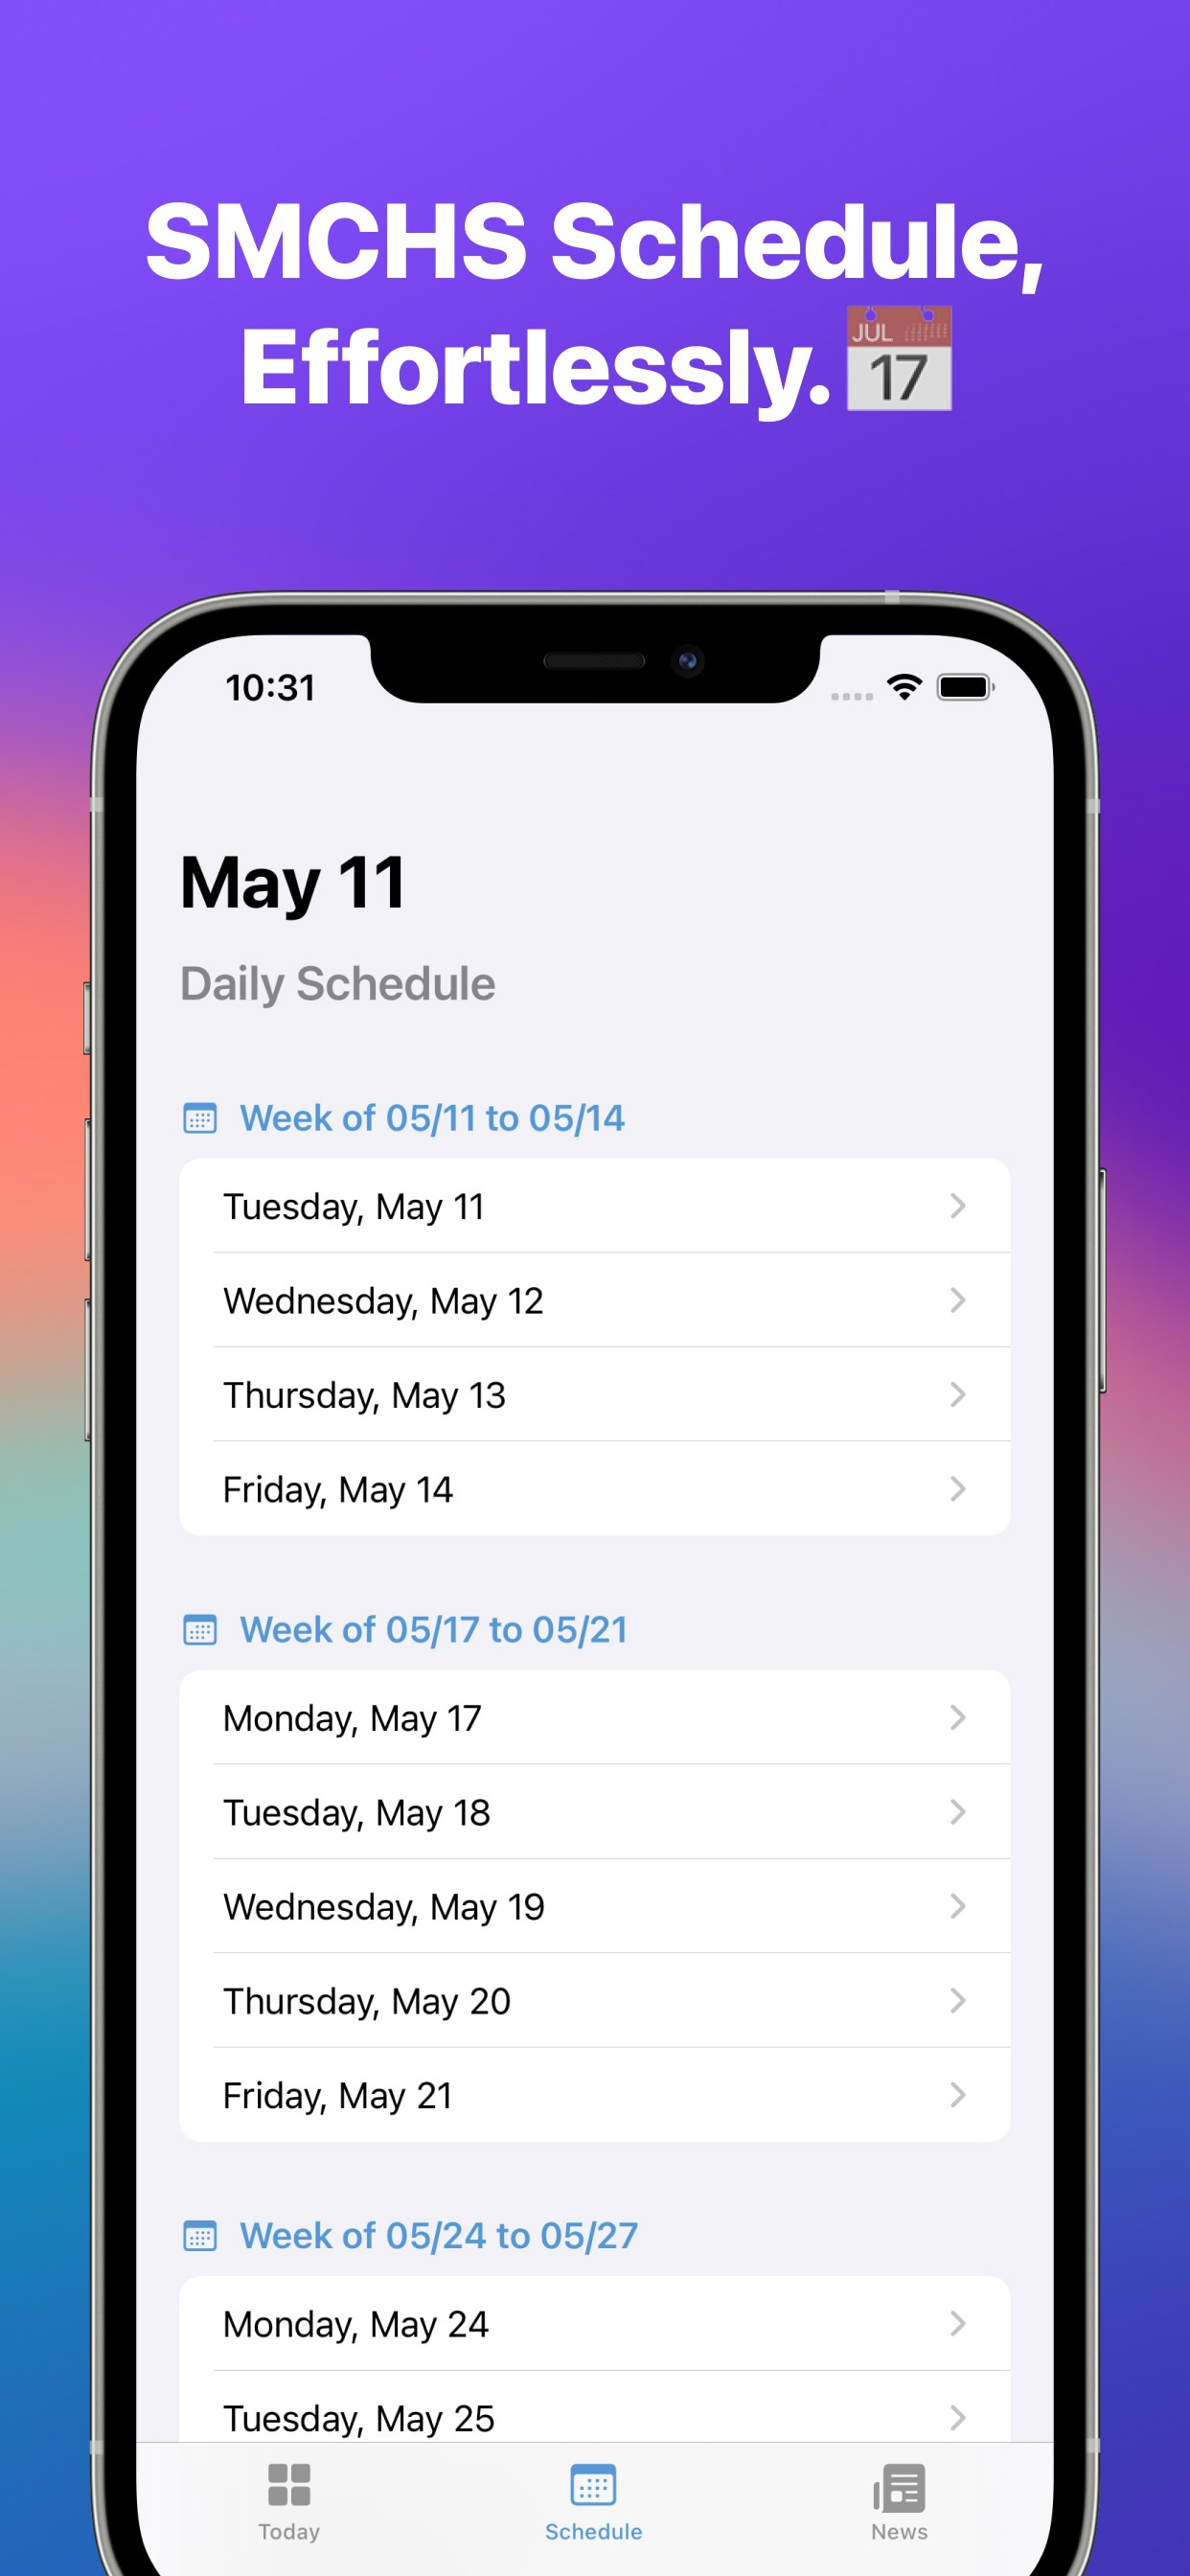 SMCHS Schedule,
Effortlessly.
JUL
17
10:31
May 11
Daily Schedule
Week of 05/11 to 05/14
Tuesday, May 11
Wednesday, May 12
Thursday, May 13
Friday, May 14
Week of 05/17 to 05/21
Monday, May 17
Tuesday, May 18
Wednesday, May 19
Thursday, May 20
Friday, May 21
Week of 05/24 to 05/27
Monday, May 24
Tuesday, May 25
Today
Schedule
News